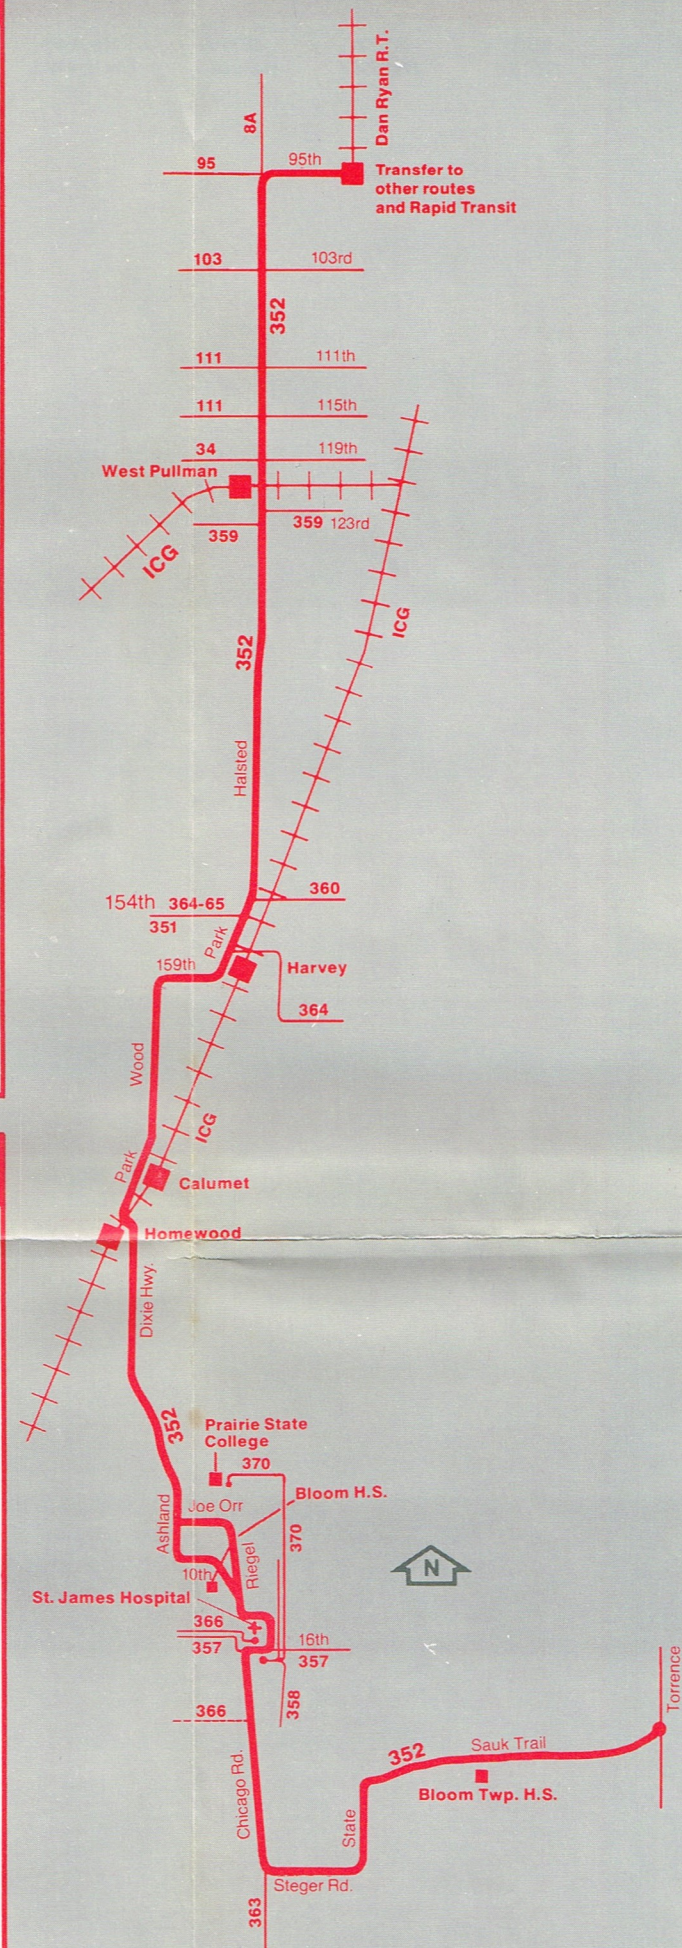 Dan Ryan R.T.
8A
95
95th
Transfer to
other routes
and Rapid Transit
103
103rd
352
111
111th
111
115th
34
119th
West Pullman
359
359 123rd
ICG
ICG
352
Halsted
360
154th 364-65
351
Park
159th
Harvey
364
Wood
ICG
Park
Calumet
Homewood
Dixie Hwy.
352
Prairie State
College
370
Bloom H.S.
Joe Orr
Ashland
370
Riegel
N
10th
St. James Hospital
366
357
16th
357
358
366
Torrence
Sauk Trail
352
Bloom Twp. H.S.
Chicago Rd.
State
Steger Rd.
363